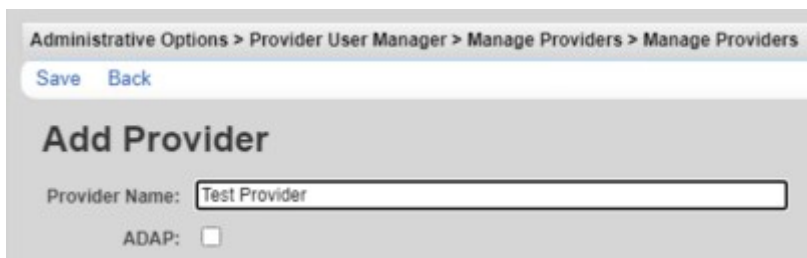 Administrative Options > Provider User Manager > Manage Providers > Manage Providers
Save Back
Add Provider
Provider Name: Test Provider
ADAP: